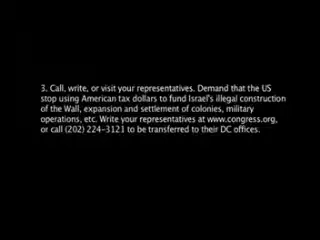 3. Call, write, or visit your representatives. Demand that the US
stop using American tax dollars to fund Israel's illegal construction
of the Wall, expansion and settlement of colonies, military
operations, etc. Write your representatives at www.congress.org,
or call (202) 224-3121 to be transferred to their DC offices.